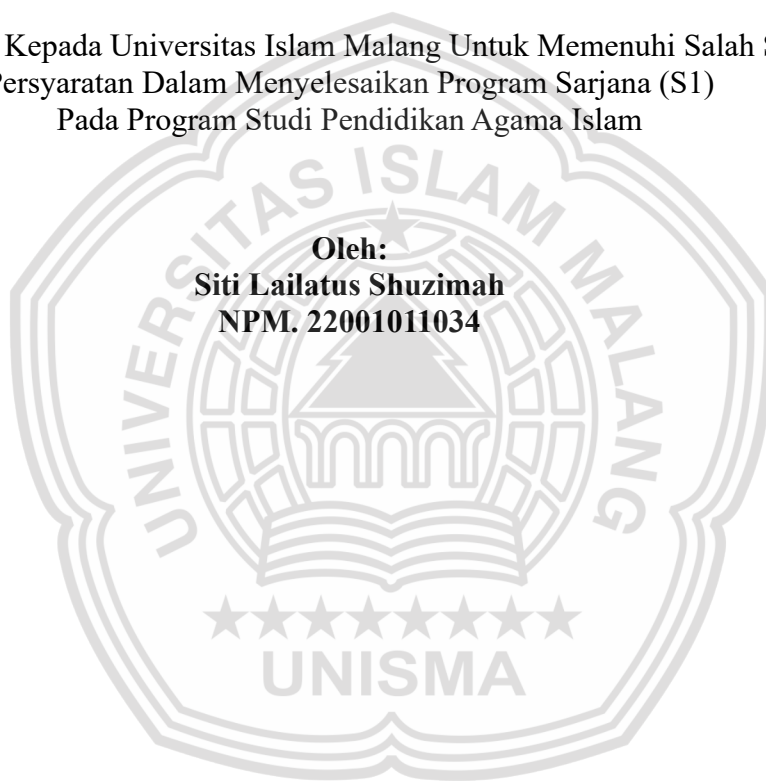 Kepada Universitas Islam Malang Untuk Memenuhi Salah S
Persyaratan Dalam Menyelesaikan Program Sarjana (S1)
Pada Program Studi Pendidikan Agama Islam
Oleh:
Siti Lailatus Shuzimah
NPM. 22001011034
UNIVERSITAS ISLAM MALANG
UNISMA